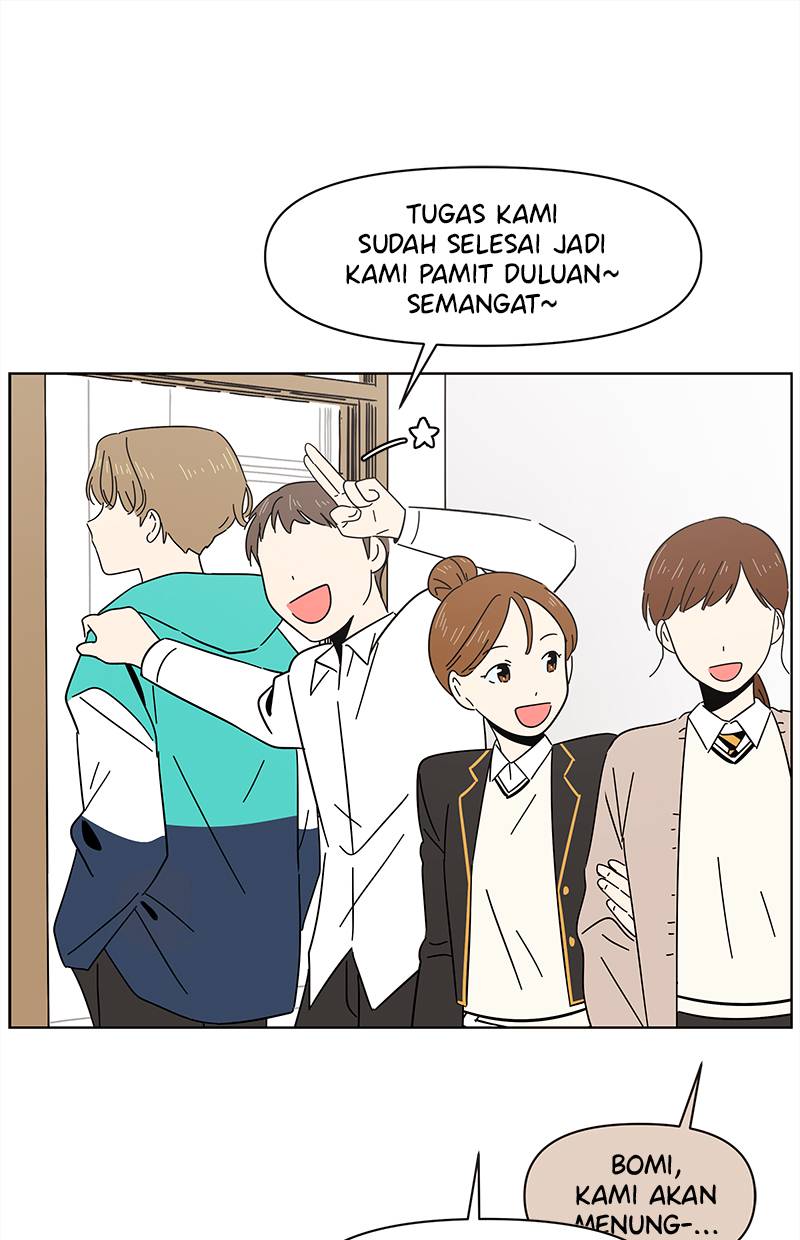 TUGAS KAMI
SUDAH SELESAI JADI
KAMI PAMIT DULUAN~
SEMANGAT~
BOMI,
KAMI AKAN
MENUNG-...